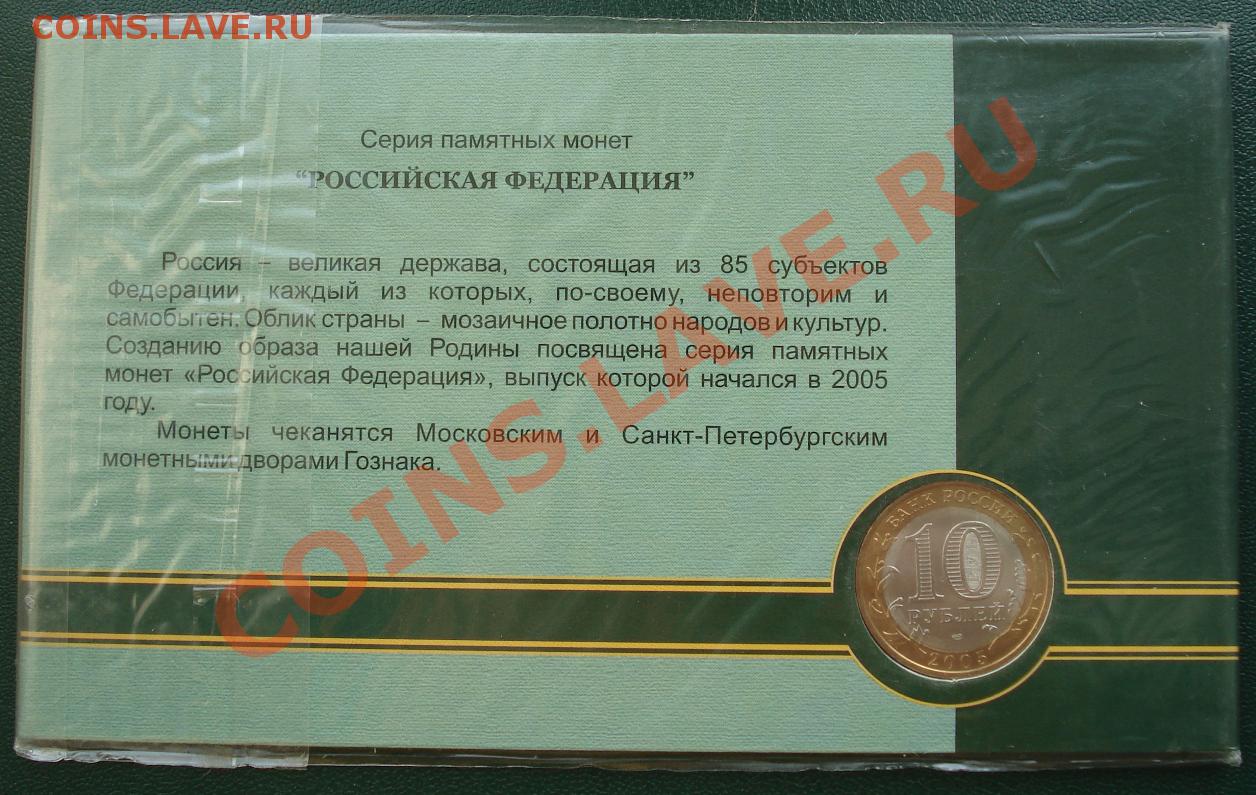 COINS.LAVE.RU
Серия памятных монет
“РОССИЙСКАЯ ФЕДЕРАЦИЯ”
Россия – великая держава, состоящая из 85 субъектов
Федерации, каждый из которых, по-своему, неповторим и
самобытен. Облик страны – мозаичное полотно народов и культур.
Созданию образа нашей Родины посвящена серия памятных
монет «Российская Федерация», выпуск которой начался в 2005
году.
Монеты чеканятся Московским и Санкт-Петербургским
монетными дворами Гознака.
COINS.LAVE.RU
БАНК РОССИИ
10
РУБЛЕЙ
2005